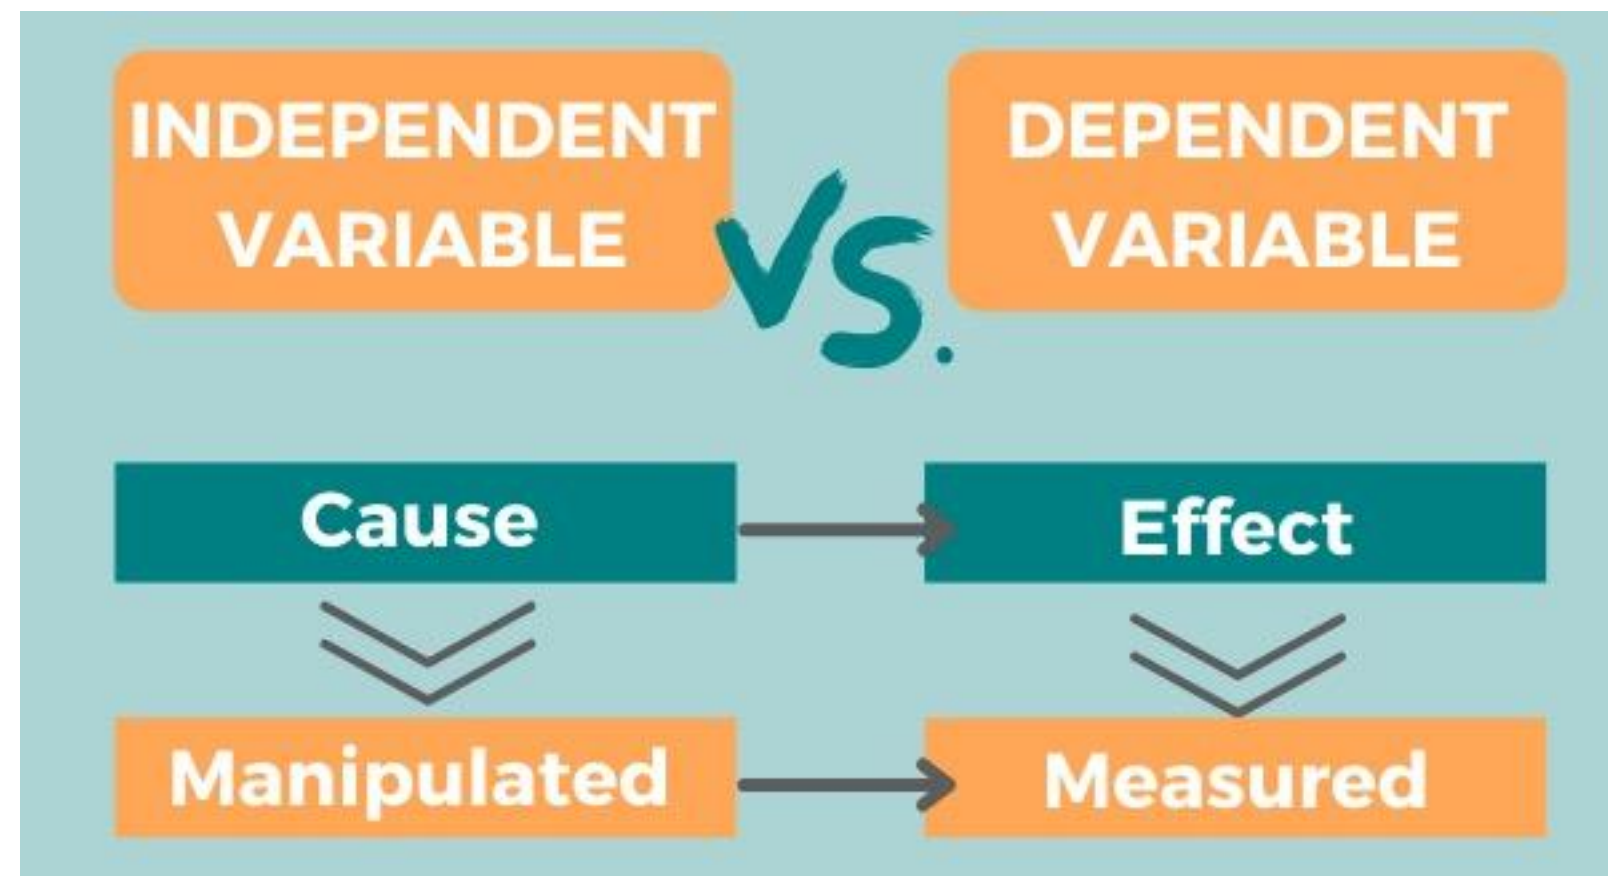 INDEPENDENT
VARIABLE
VS.
DEPENDENT
VARIABLE
Cause
Effect
Manipulated
Measured